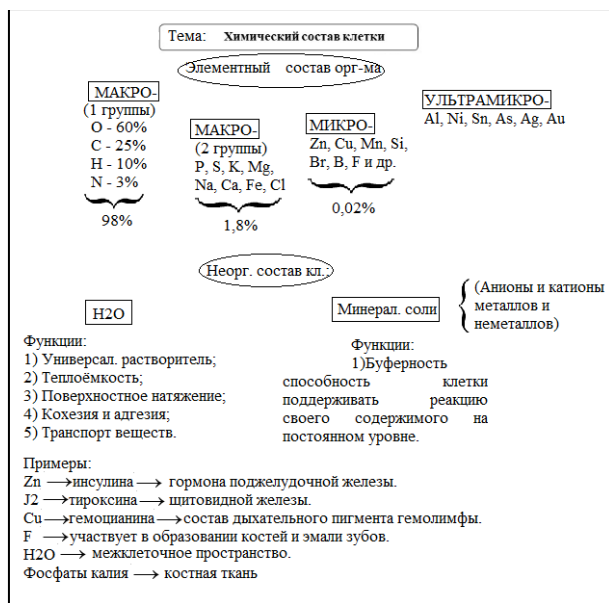 Тема: Химический состав клетки
Элементный состав орг-ма
МАКРО-
(1 группы)
O - 60%
C - 25%
H - 10%
N - 3%
98%
МАКРО-
(2 группы)
P, S, K, Mg,
Na, Ca, Fe, Cl
1,8%
МИКРО-
Zn, Cu, Mn, Si,
Br, B, F и др.
0,02%
УЛЬТРАМИКРО-
Al, Ni, Sn, As, Ag, Au
Неорг. состав кл.:
H2O
Функции:
1) Универсал. растворитель;
2) Теплоёмкость;
3) Поверхностное натяжение;
4) Кохезия и адгезия;
5) Транспорт веществ.
Минерал. соли
(Анионы и катионы
металлов и
неметаллов)
Функции:
1)Буферность
способность клетки
поддерживать реакцию
своего содержимого на
постоянном уровне.
Примеры:
Zn → инсулина → гормона поджелудочной железы.
J2 → тироксина → щитовидной железы.
Cu → гемоцианина → состав дыхательного пигмента гемолимфы.
F → участвует в образовании костей и эмали зубов.
H2O → межклеточное пространство.
Фосфаты калия → костная ткань